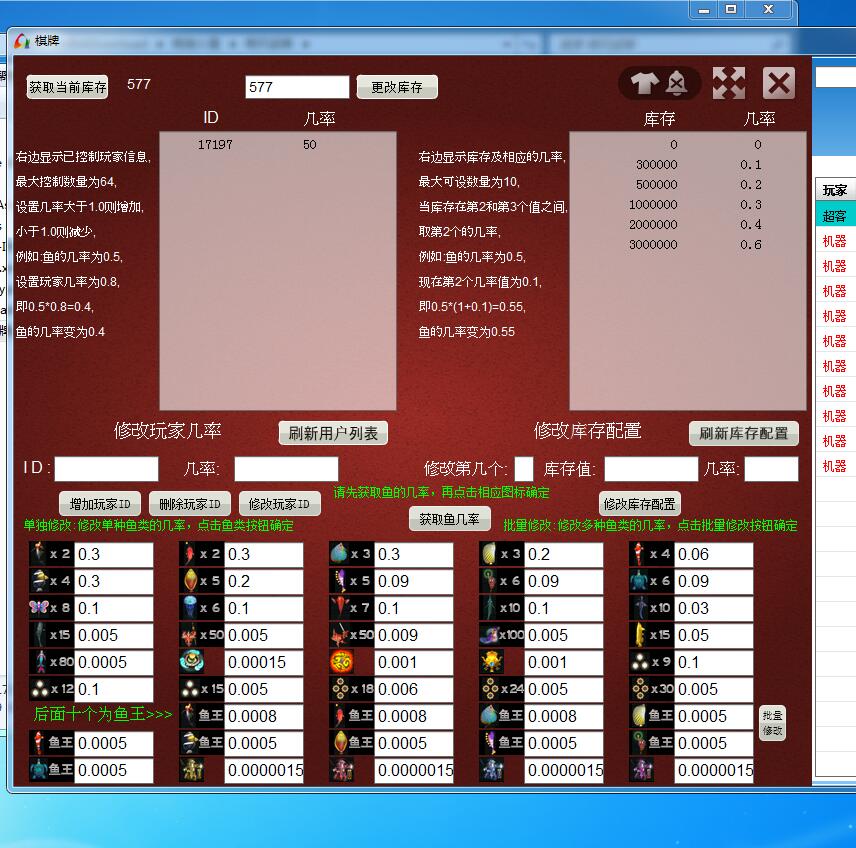 棋牌
获取当前库存 577 577 更改库存
ID 几率
17197 50
右边显示已控制玩家信息,
最大控制数量为64,
设置几率大于1.0则增加,
小于1.0则减少,
例如:鱼的几率为0.5,
设置玩家几率为0.8,
即0.5*0.8=0.4,
鱼的几率变为0.4
库存 几率
0 0
300000 0.1
500000 0.2
1000000 0.3
2000000 0.4
3000000 0.6
右边显示库存及相应的几率,
最大可设数量为10,
当库存在第2和第3个值之间,
取第2个的几率,
例如:鱼的几率为0.5,
现在第2个几率值为0.1,
即0.5*(1+0.1)=0.55,
鱼的几率变为0.55
玩家
超客
机器
机器
机器
机器
机器
机器
机器
机器
机器
机器
修改玩家几率 刷新用户列表 修改库存配置 刷新库存配置
ID: 几率: 修改第几个: 库存值: 几率:
请先获取鱼的几率，再点击相应图标确定
增加玩家ID 删除玩家ID 修改玩家ID 获取鱼几率 修改库存配置
单独修改:修改单种鱼类的几率，点击鱼类按钮确定 批量修改:修改多种鱼类的几率，点击批量修改按钮确定
x 2 0.3 x 2 0.3 x 3 0.3 x 3 0.2 x 4 0.06
x 4 0.3 x 5 0.2 x 5 0.09 x 6 0.09 x 6 0.09
x 8 0.1 x 6 0.1 x 7 0.1 x10 0.1 x10 0.03
x15 0.005 x50 0.005 x50 0.009 x100 0.005 x15 0.05
x80 0.0005 0.00015 0.001 0.001 x 9 0.1
x 12 0.1 x 15 0.005 x 18 0.006 x 24 0.005 x30 0.005
后面十个为鱼王>>> 鱼王 0.0008 鱼王 0.0008 鱼王 0.0008 鱼王 0.0005 批量修改
鱼王 0.0005 鱼王 0.0005 鱼王 0.0005 鱼王 0.0005 鱼王 0.0005
鱼王 0.0005 0.0000015 0.0000015 0.0000015 0.0000015